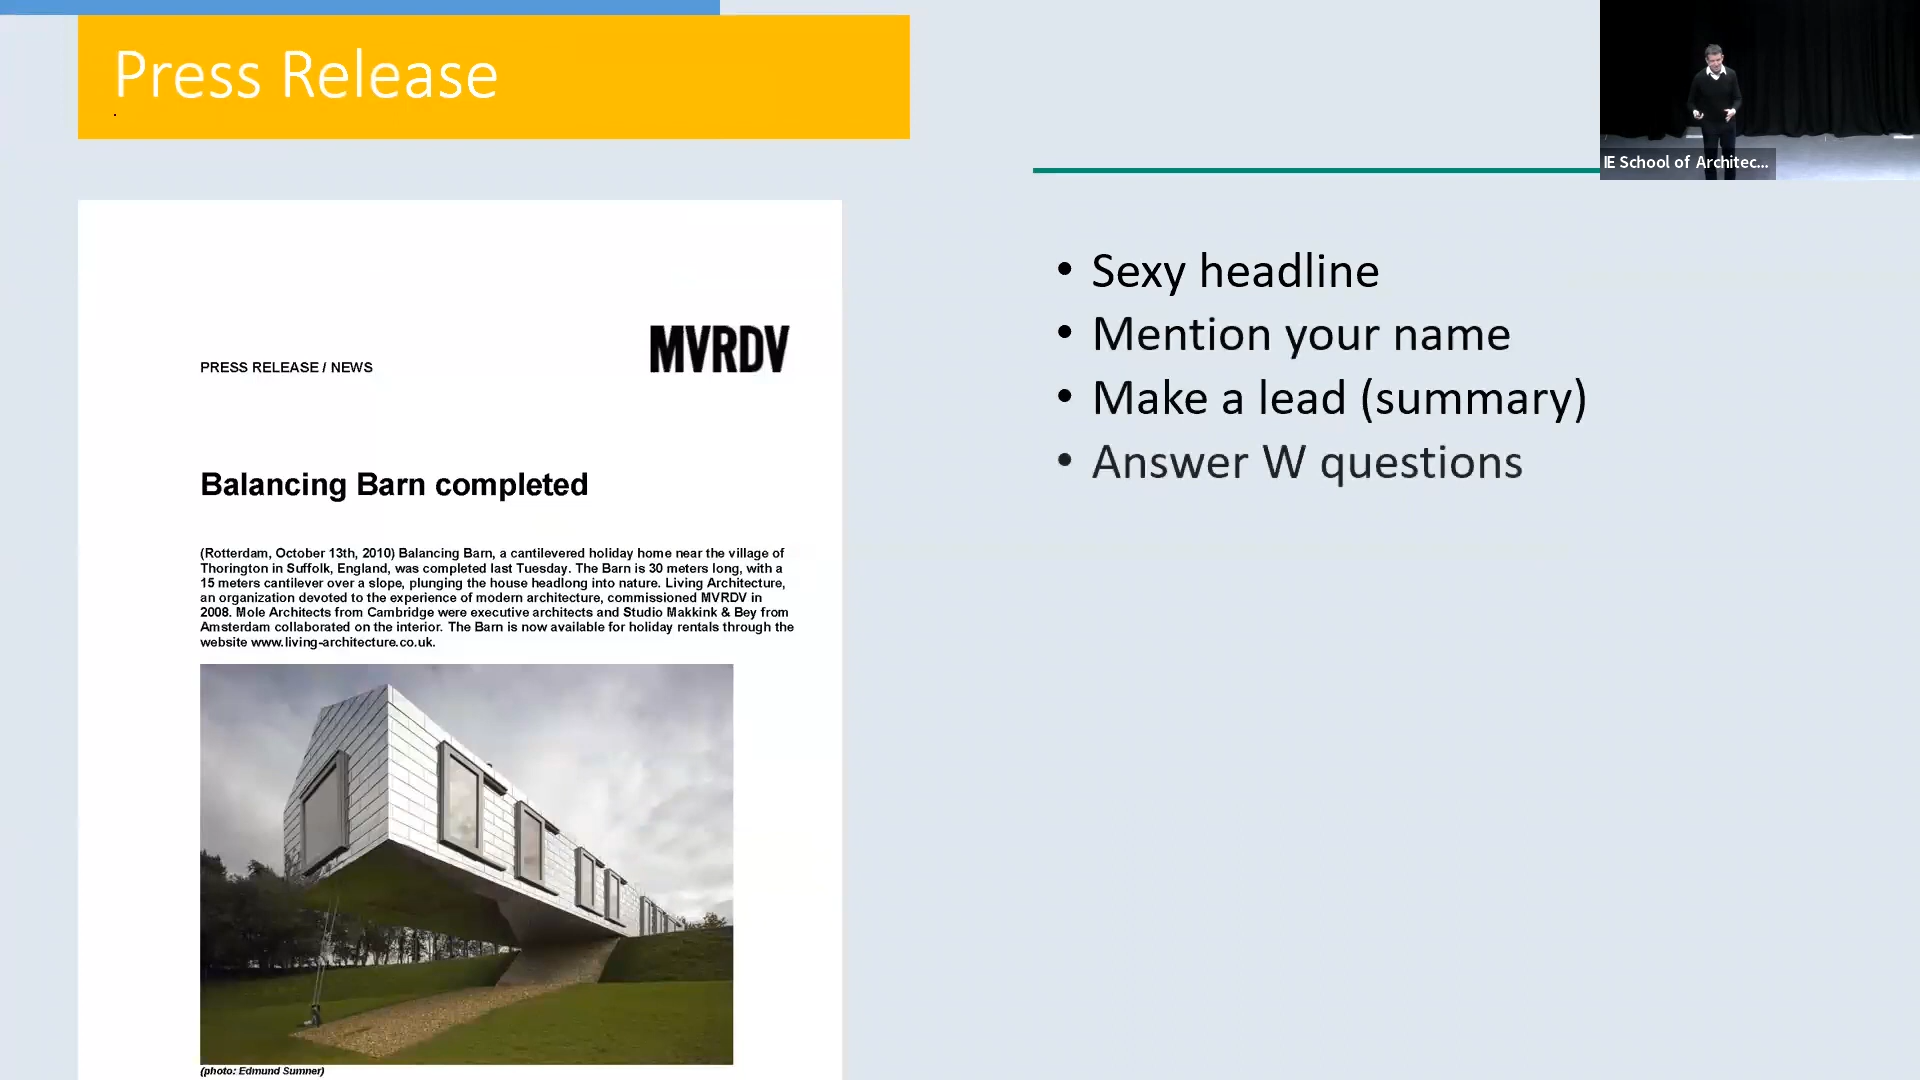 Press Release
IE School of Architec...
PRESS RELEASE / NEWS
MVRDV
Balancing Barn completed
(Rotterdam, October 13th, 2010) Balancing Barn, a cantilevered holiday home near the village of
Thorington in Suffolk, England, was completed last Tuesday. The Barn is 30 meters long, with a
15 meters cantilever over a slope, plunging the house headlong into nature. Living Architecture,
an organization devoted to the experience of modern architecture, commissioned MVRDV in
2008. Mole Architects from Cambridge were executive architects and Studio Makkink & Bey from
Amsterdam collaborated on the interior. The Barn is now available for holiday rentals through the
website www.living-architecture.co.uk.
(photo: Edmund Sumner)
• Sexy headline
• Mention your name
• Make a lead (summary)
• Answer W questions